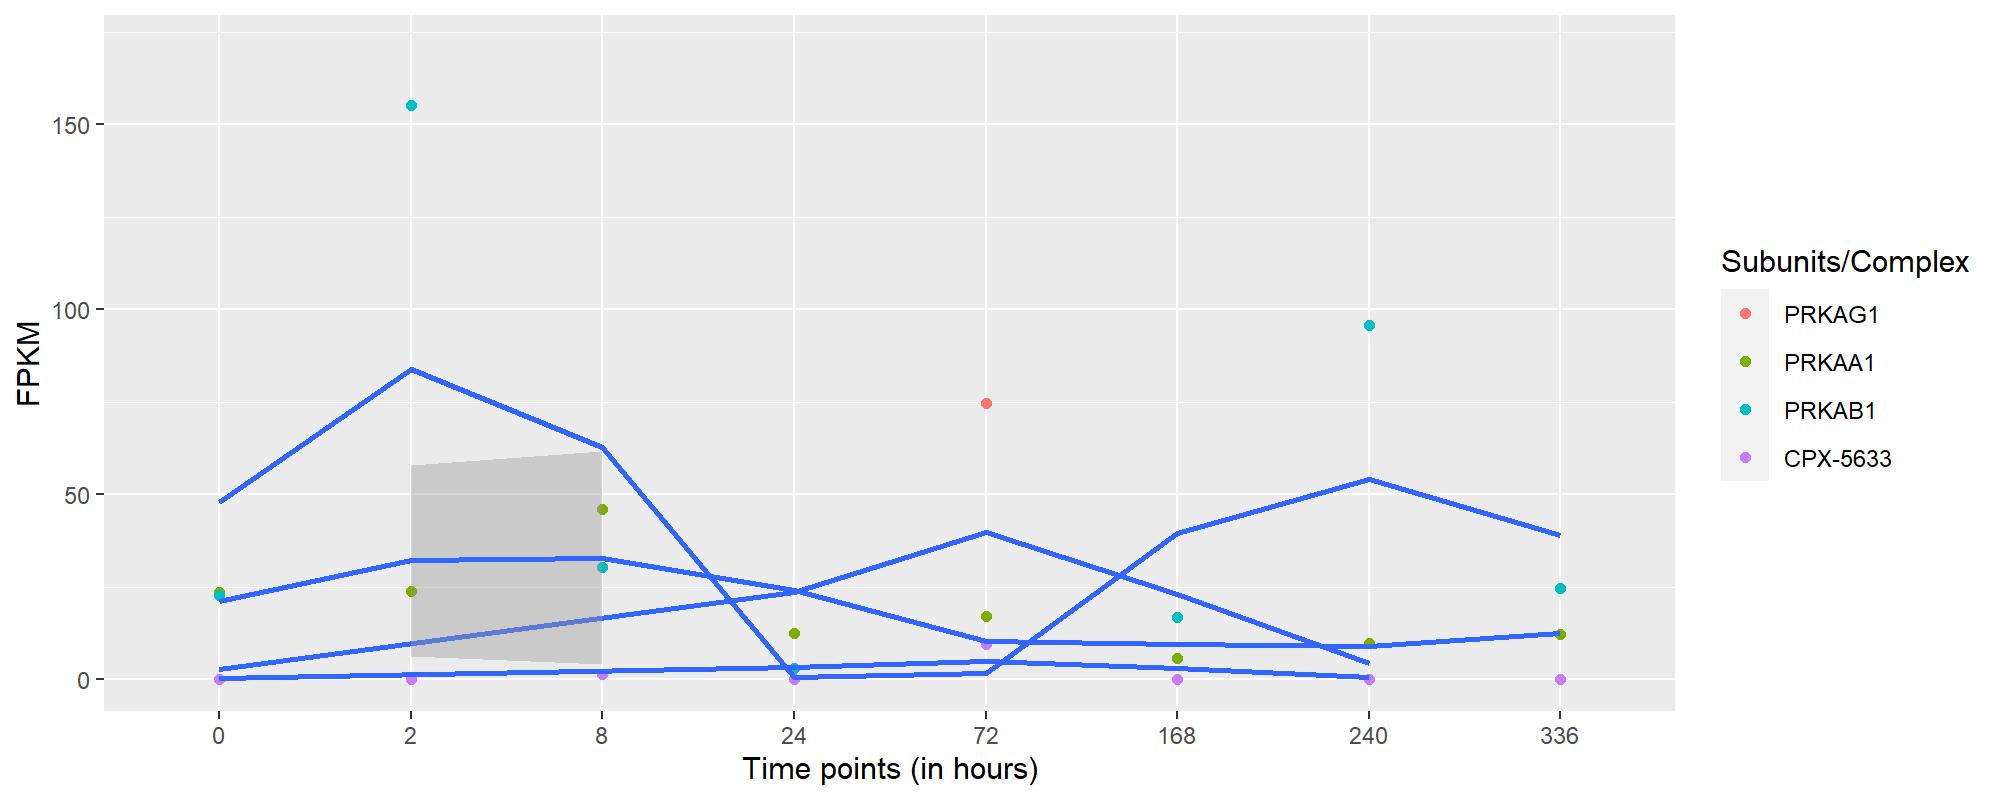 150
100
50
0
FPKM
0 2 8 24 72 168 240 336
Time points (in hours)
Subunits/Complex
PRKAG1
PRKAA1
PRKAB1
CPX-5633